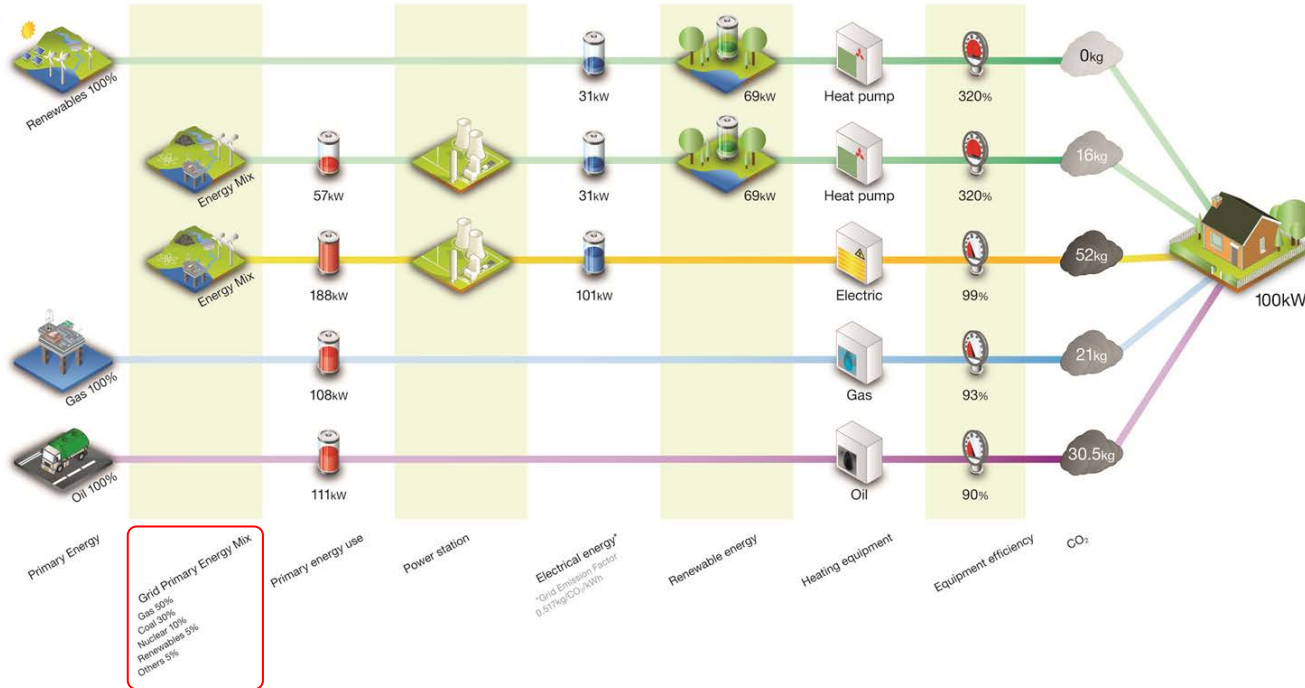 Renewables 100%
31kW
69kW
Heat pump
320%
0kg
Energy Mix
57kW
31kW
69kW
Heat pump
320%
16kg
Energy Mix
188kW
101kW
Electric
99%
52kg
100kW
Gas 100%
108kW
Gas
93%
21kg
Oil 100%
111kW
Oil
90%
30.5kg
Primary Energy
Grid Primary Energy Mix
Gas 50%
Coal 30%
Nuclear 10%
Renewables 5%
Others 5%
Primary energy use
Power station
Electrical energy*
*Grid Emission Factor
0.517kg/CO₂/kWh
Renewable energy
Heating equipment
Equipment efficiency
CO₂